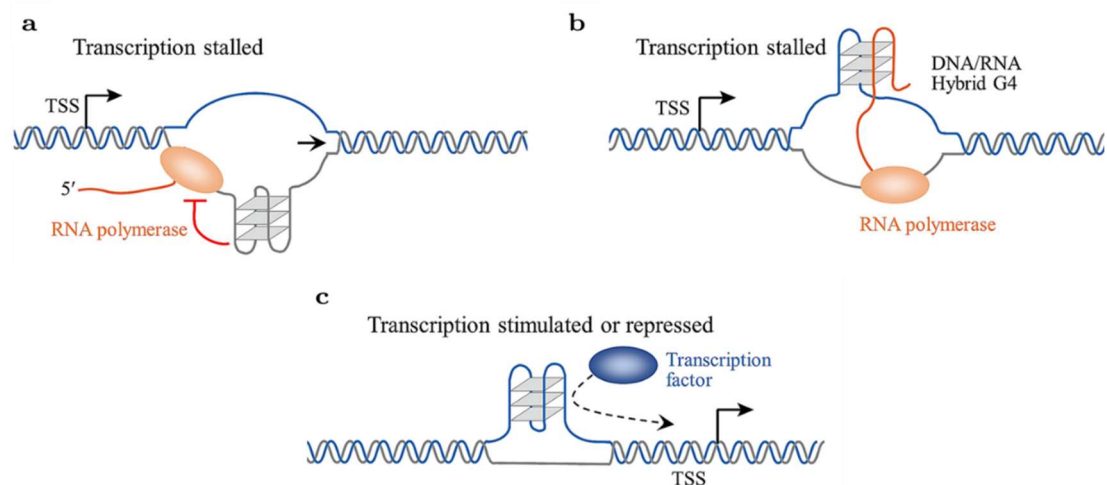 a
Transcription stalled
TSS
5′
RNA polymerase
b
Transcription stalled
DNA/RNA
Hybrid G4
TSS
RNA polymerase
c
Transcription stimulated or repressed
Transcription
factor
TSS